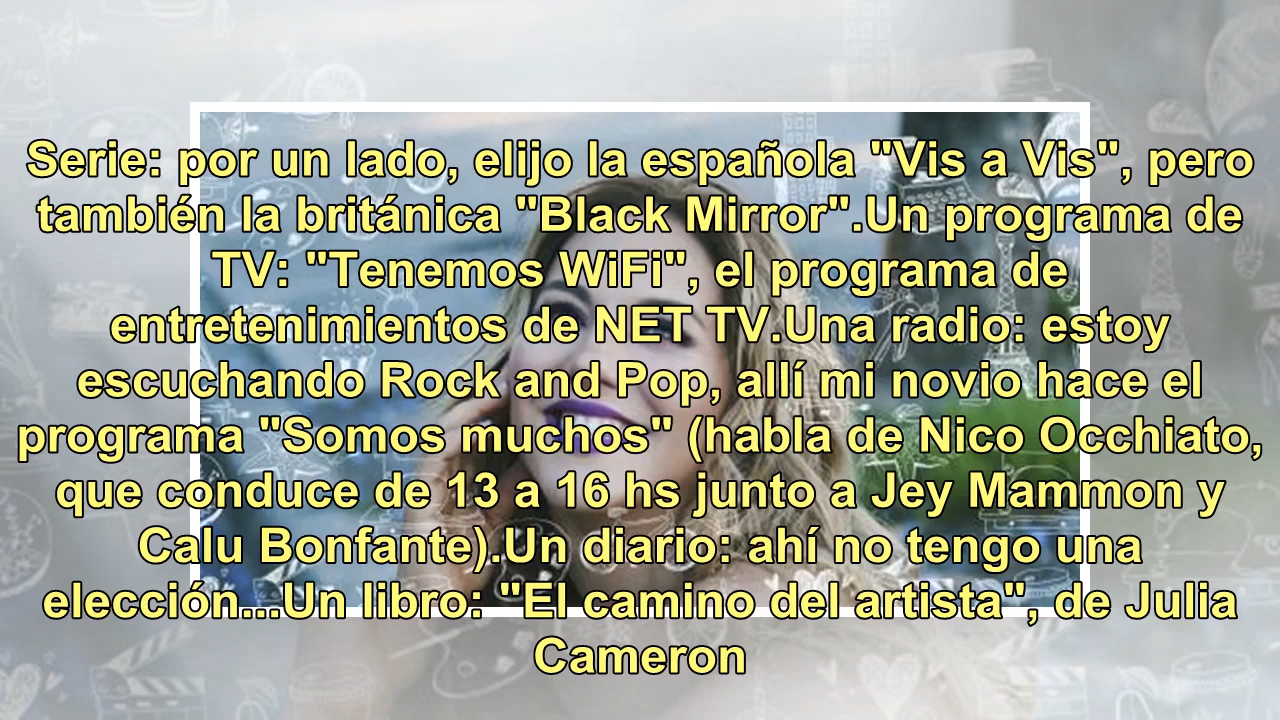 Serie: por un lado, elijo la española "Vis a Vis", pero
también la británica "Black Mirror".Un programa de
TV: "Tenemos WiFi", el programa de
entretenimientos de NET TV.Una radio: estoy
escuchando Rock and Pop, allí mi novio hace el
programa "Somos muchos" (habla de Nico Occhiato,
que conduce de 13 a 16 hs junto a Jey Mammon y
Calu Bonfante).Un diario: ahí no tengo una
elección...Un libro: "El camino del artista", de Julia
Cameron